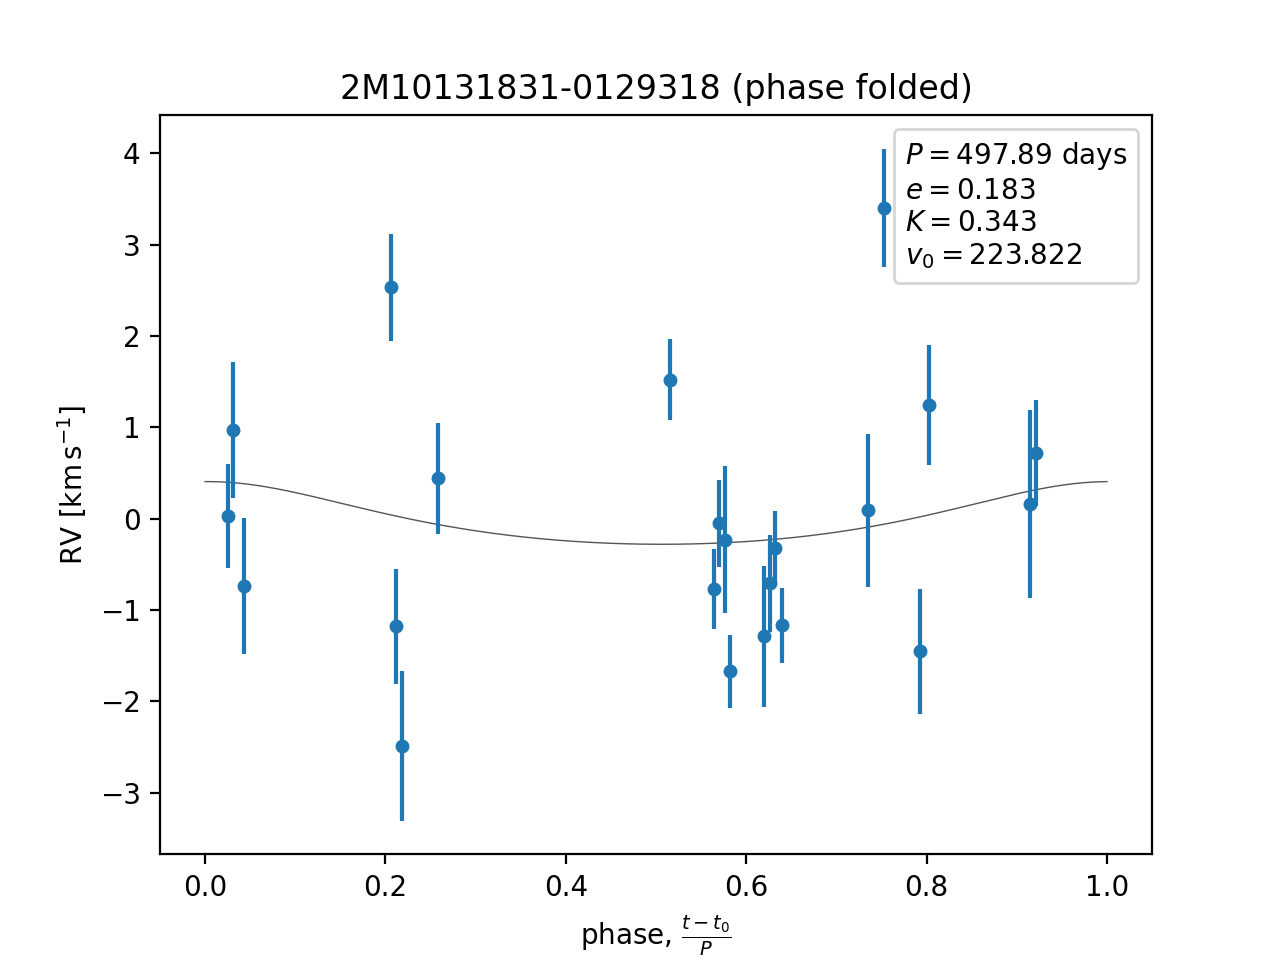 2M10131831-0129318 (phase folded)
P = 497.89 days
e = 0.183
K = 0.343
v₀ = 223.822
4
3
2
1
0
−1
−2
−3
RV [km s⁻¹]
0.0 0.2 0.4 0.6 0.8 1.0
phase, (t − t₀)/P